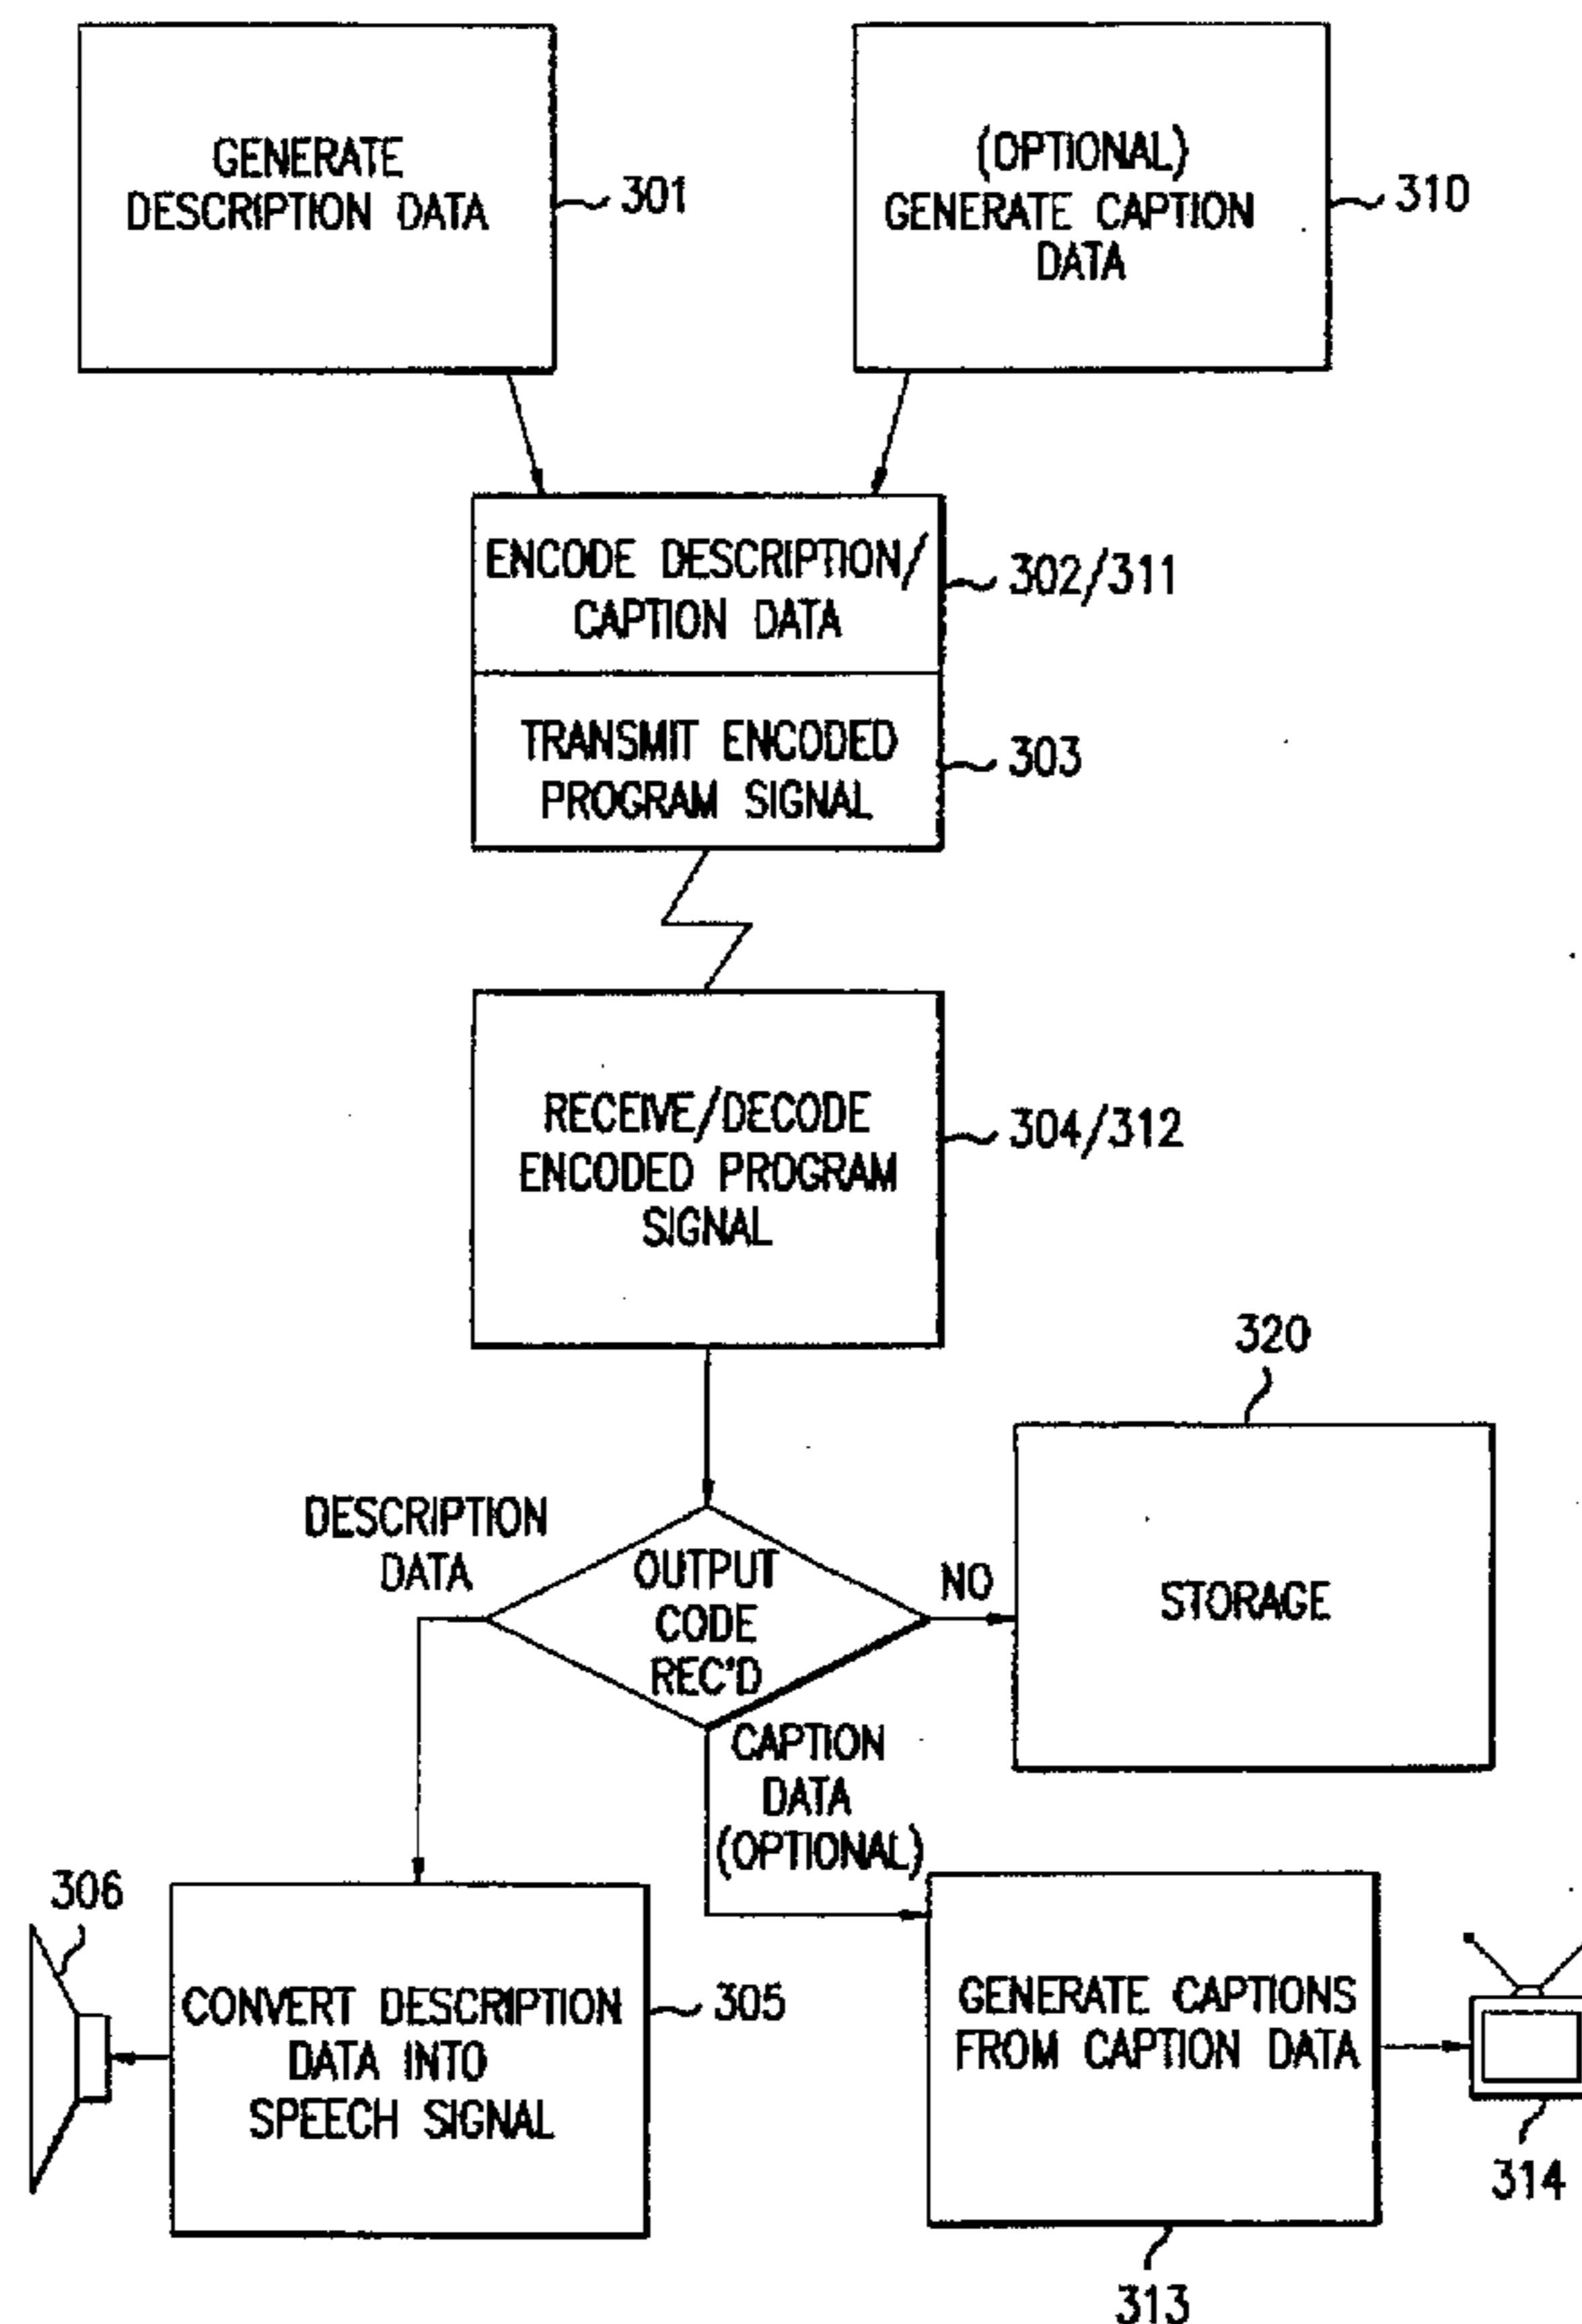 GENERATE
DESCRIPTION DATA
301
(OPTIONAL)
GENERATE CAPTION
DATA
310
ENCODE DESCRIPTION/
CAPTION DATA
302/311
TRANSMIT ENCODED
PROGRAM SIGNAL
303
RECEIVE/DECODE
ENCODED PROGRAM
SIGNAL
304/312
320
STORAGE
DESCRIPTION
DATA
OUTPUT
CODE
REC'D
NO
CAPTION
DATA
(OPTIONAL)
306
CONVERT DESCRIPTION
DATA INTO
SPEECH SIGNAL
305
GENERATE CAPTIONS
FROM CAPTION DATA
314
313